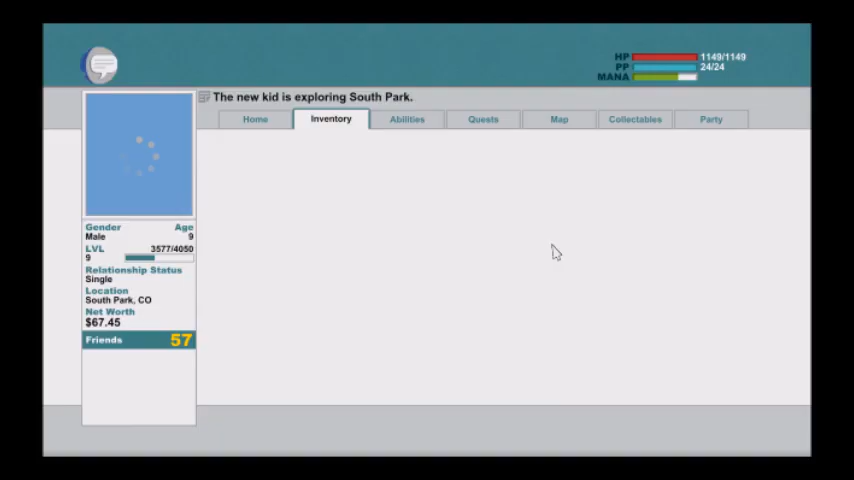 HP 1149/1149
PP 24/24
MANA
The new kid is exploring South Park.
Home Inventory Abilities Quests Map Collectables Party
Gender Age
Male 9
LVL 3577/4050
9
Relationship Status
Single
Location
South Park, CO
Net Worth
$67.45
Friends 57